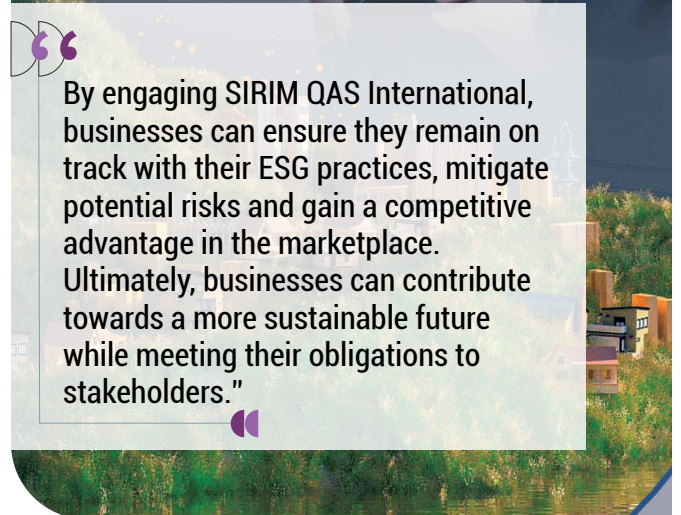 By engaging SIRIM QAS International,
businesses can ensure they remain on
track with their ESG practices, mitigate
potential risks and gain a competitive
advantage in the marketplace.
Ultimately, businesses can contribute
towards a more sustainable future
while meeting their obligations to
stakeholders.”